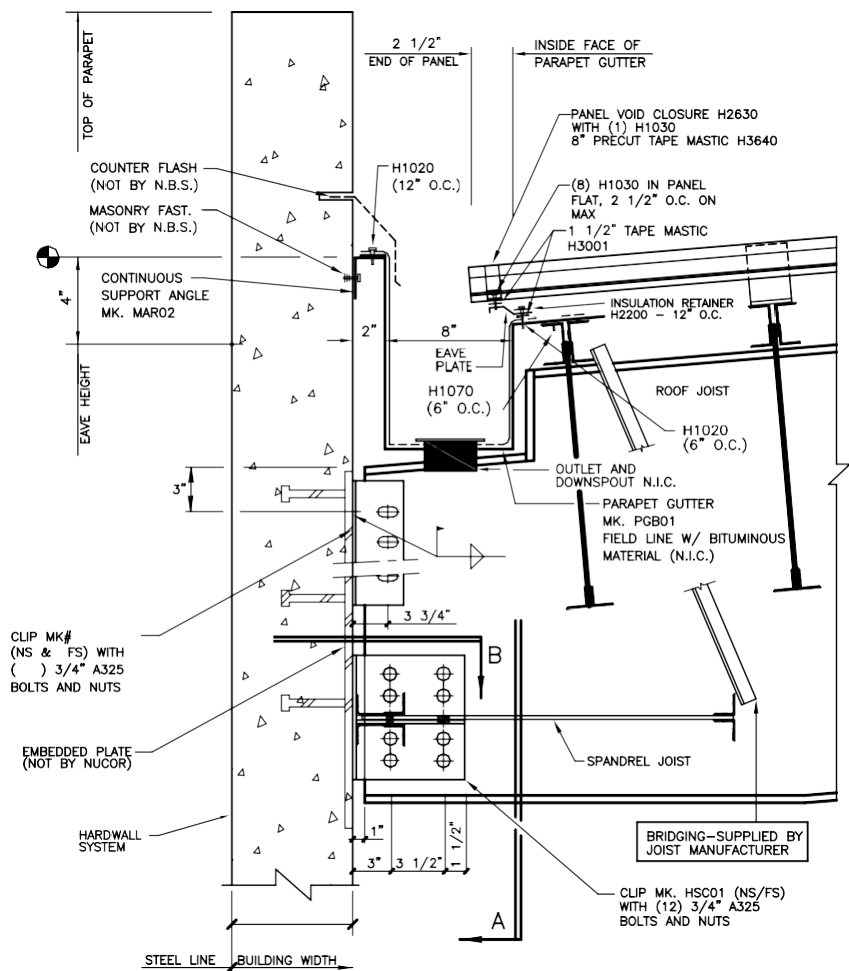 2 1/2"
END OF PANEL
INSIDE FACE OF
PARAPET GUTTER
TOP OF PARAPET
PANEL VOID CLOSURE H2630
WITH (1) H1030
8" PRECUT TAPE MASTIC H3640
COUNTER FLASH
(NOT BY N.B.S.)
H1020
(12" O.C.)
(8) H1030 IN PANEL
FLAT, 2 1/2" O.C. ON
MAX
MASONRY FAST.
(NOT BY N.B.S.)
1 1/2" TAPE MASTIC
H3001
4"
CONTINUOUS
SUPPORT ANGLE
MK. MAR02
INSULATION RETAINER
H2200 - 12" O.C.
2"
8"
EAVE
PLATE
EAVE HEIGHT
H1070
(6" O.C.)
ROOF JOIST
H1020
(6" O.C.)
3"
OUTLET AND
DOWNSPOUT N.I.C.
PARAPET GUTTER
MK. PGB01
FIELD LINE W/ BITUMINOUS
MATERIAL (N.I.C.)
3 3/4"
CLIP MK#
(NS & FS) WITH
( ) 3/4" A325
BOLTS AND NUTS
B
EMBEDDED PLATE
(NOT BY NUCOR)
SPANDREL JOIST
HARDWALL
SYSTEM
1"
3"
3 1/2"
1 1/2"
BRIDGING-SUPPLIED BY
JOIST MANUFACTURER
CLIP MK. HSC01 (NS/FS)
WITH (12) 3/4" A325
BOLTS AND NUTS
A
STEEL LINE
BUILDING WIDTH